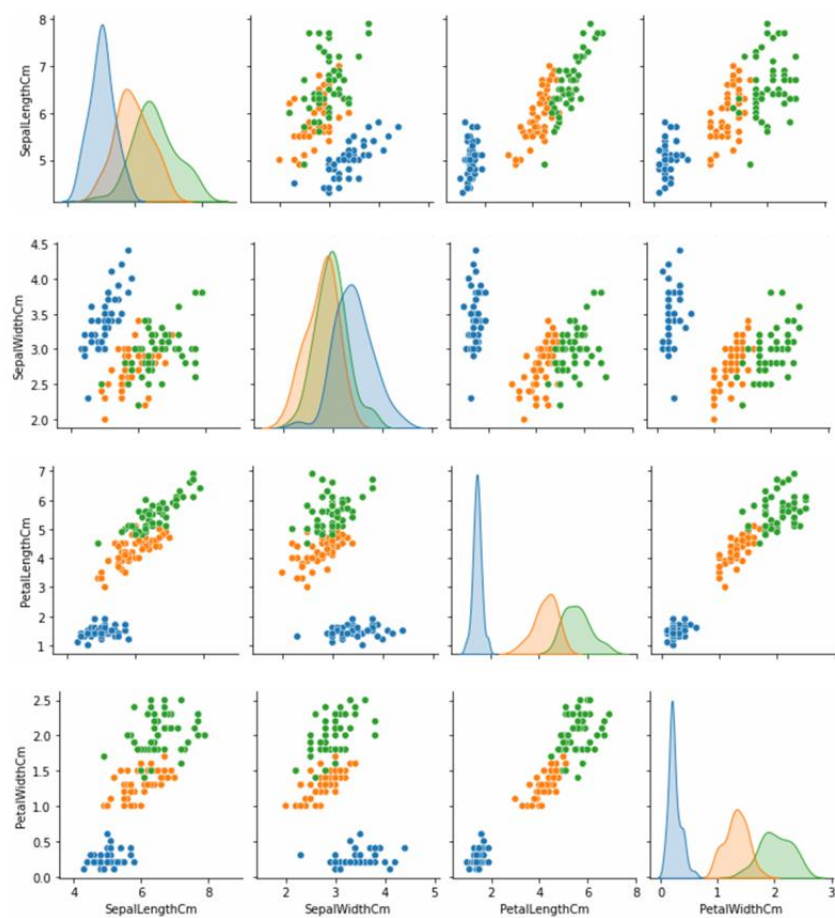 SepalLengthCm
8
7
6
5
SepalWidthCm
4.5
4.0
3.5
3.0
2.5
2.0
PetalLengthCm
7
6
5
4
3
2
1
PetalWidthCm
2.5
2.0
1.5
1.0
0.5
0.0
4 6 8
2 3 4 5
2 4 6 8
0 1 2 3
SepalLengthCm SepalWidthCm PetalLengthCm PetalWidthCm